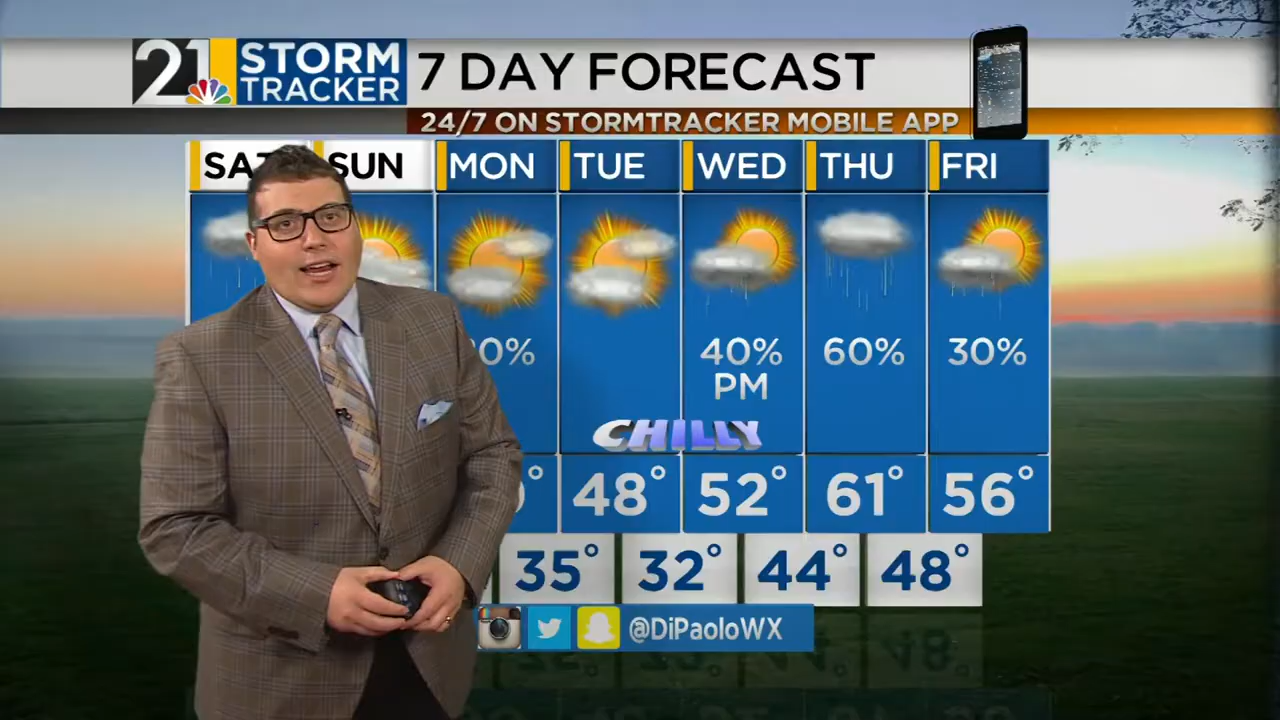 21 STORM TRACKER
7 DAY FORECAST
24/7 ON STORMTRACKER MOBILE APP
SUN MON TUE WED THU FRI
40% 60% 30%
PM
CHILLY
48° 52° 61° 56°
35° 32° 44° 48°
@DiPaoloWX